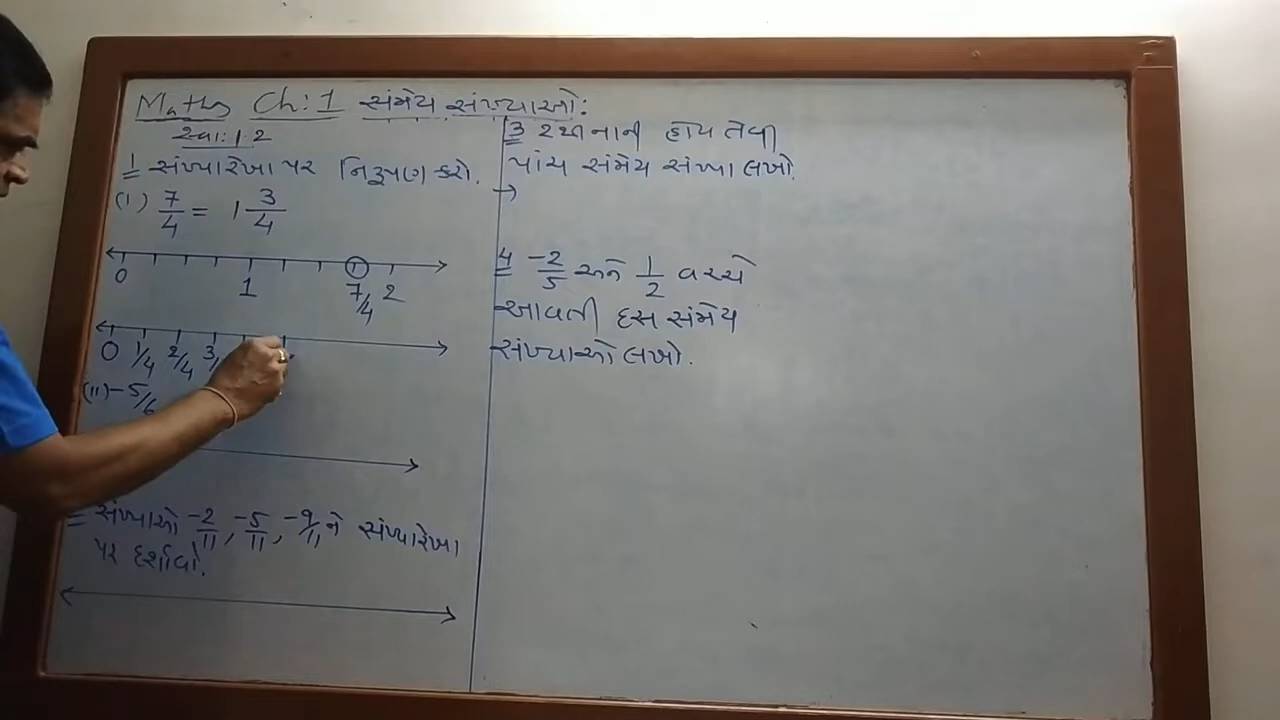 Maths Ch:1 સંમેય સંખ્યાઓ:
સ્વા: 1.2
1 સંખ્યારેખા પર નિરૂપણ કરો.
(i) 7/4 = 1 3/4
0 1 7/4 2
0 1/4 2/4 3/
(ii) -5/6
સંખ્યાઓ -2/11, -5/11, -9/11 ને સંખ્યારેખા
પર દર્શાવો.
3 2 થી નાની હોય તેવી
પાંચ સંમેય સંખ્યા લખો.
→
4 -2/5 અને 1/2 વચ્ચે
આવતી દસ સંમેય
સંખ્યાઓ લખો.